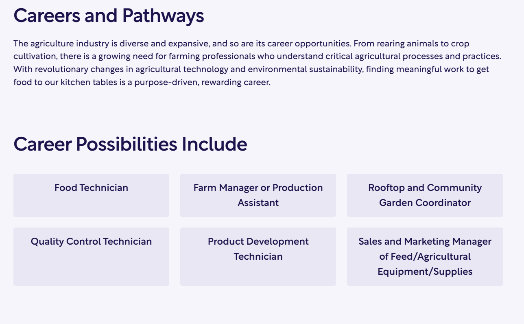 Careers and Pathways
The agriculture industry is diverse and expansive, and so are its career opportunities. From rearing animals to crop
cultivation, there is a growing need for farming professionals who understand critical agricultural processes and practices.
With revolutionary changes in agricultural technology and environmental sustainability, finding meaningful work to get
food to our kitchen tables is a purpose-driven, rewarding career.
Career Possibilities Include
Food Technician
Farm Manager or Production
Assistant
Rooftop and Community
Garden Coordinator
Quality Control Technician
Product Development
Technician
Sales and Marketing Manager
of Feed/Agricultural
Equipment/Supplies